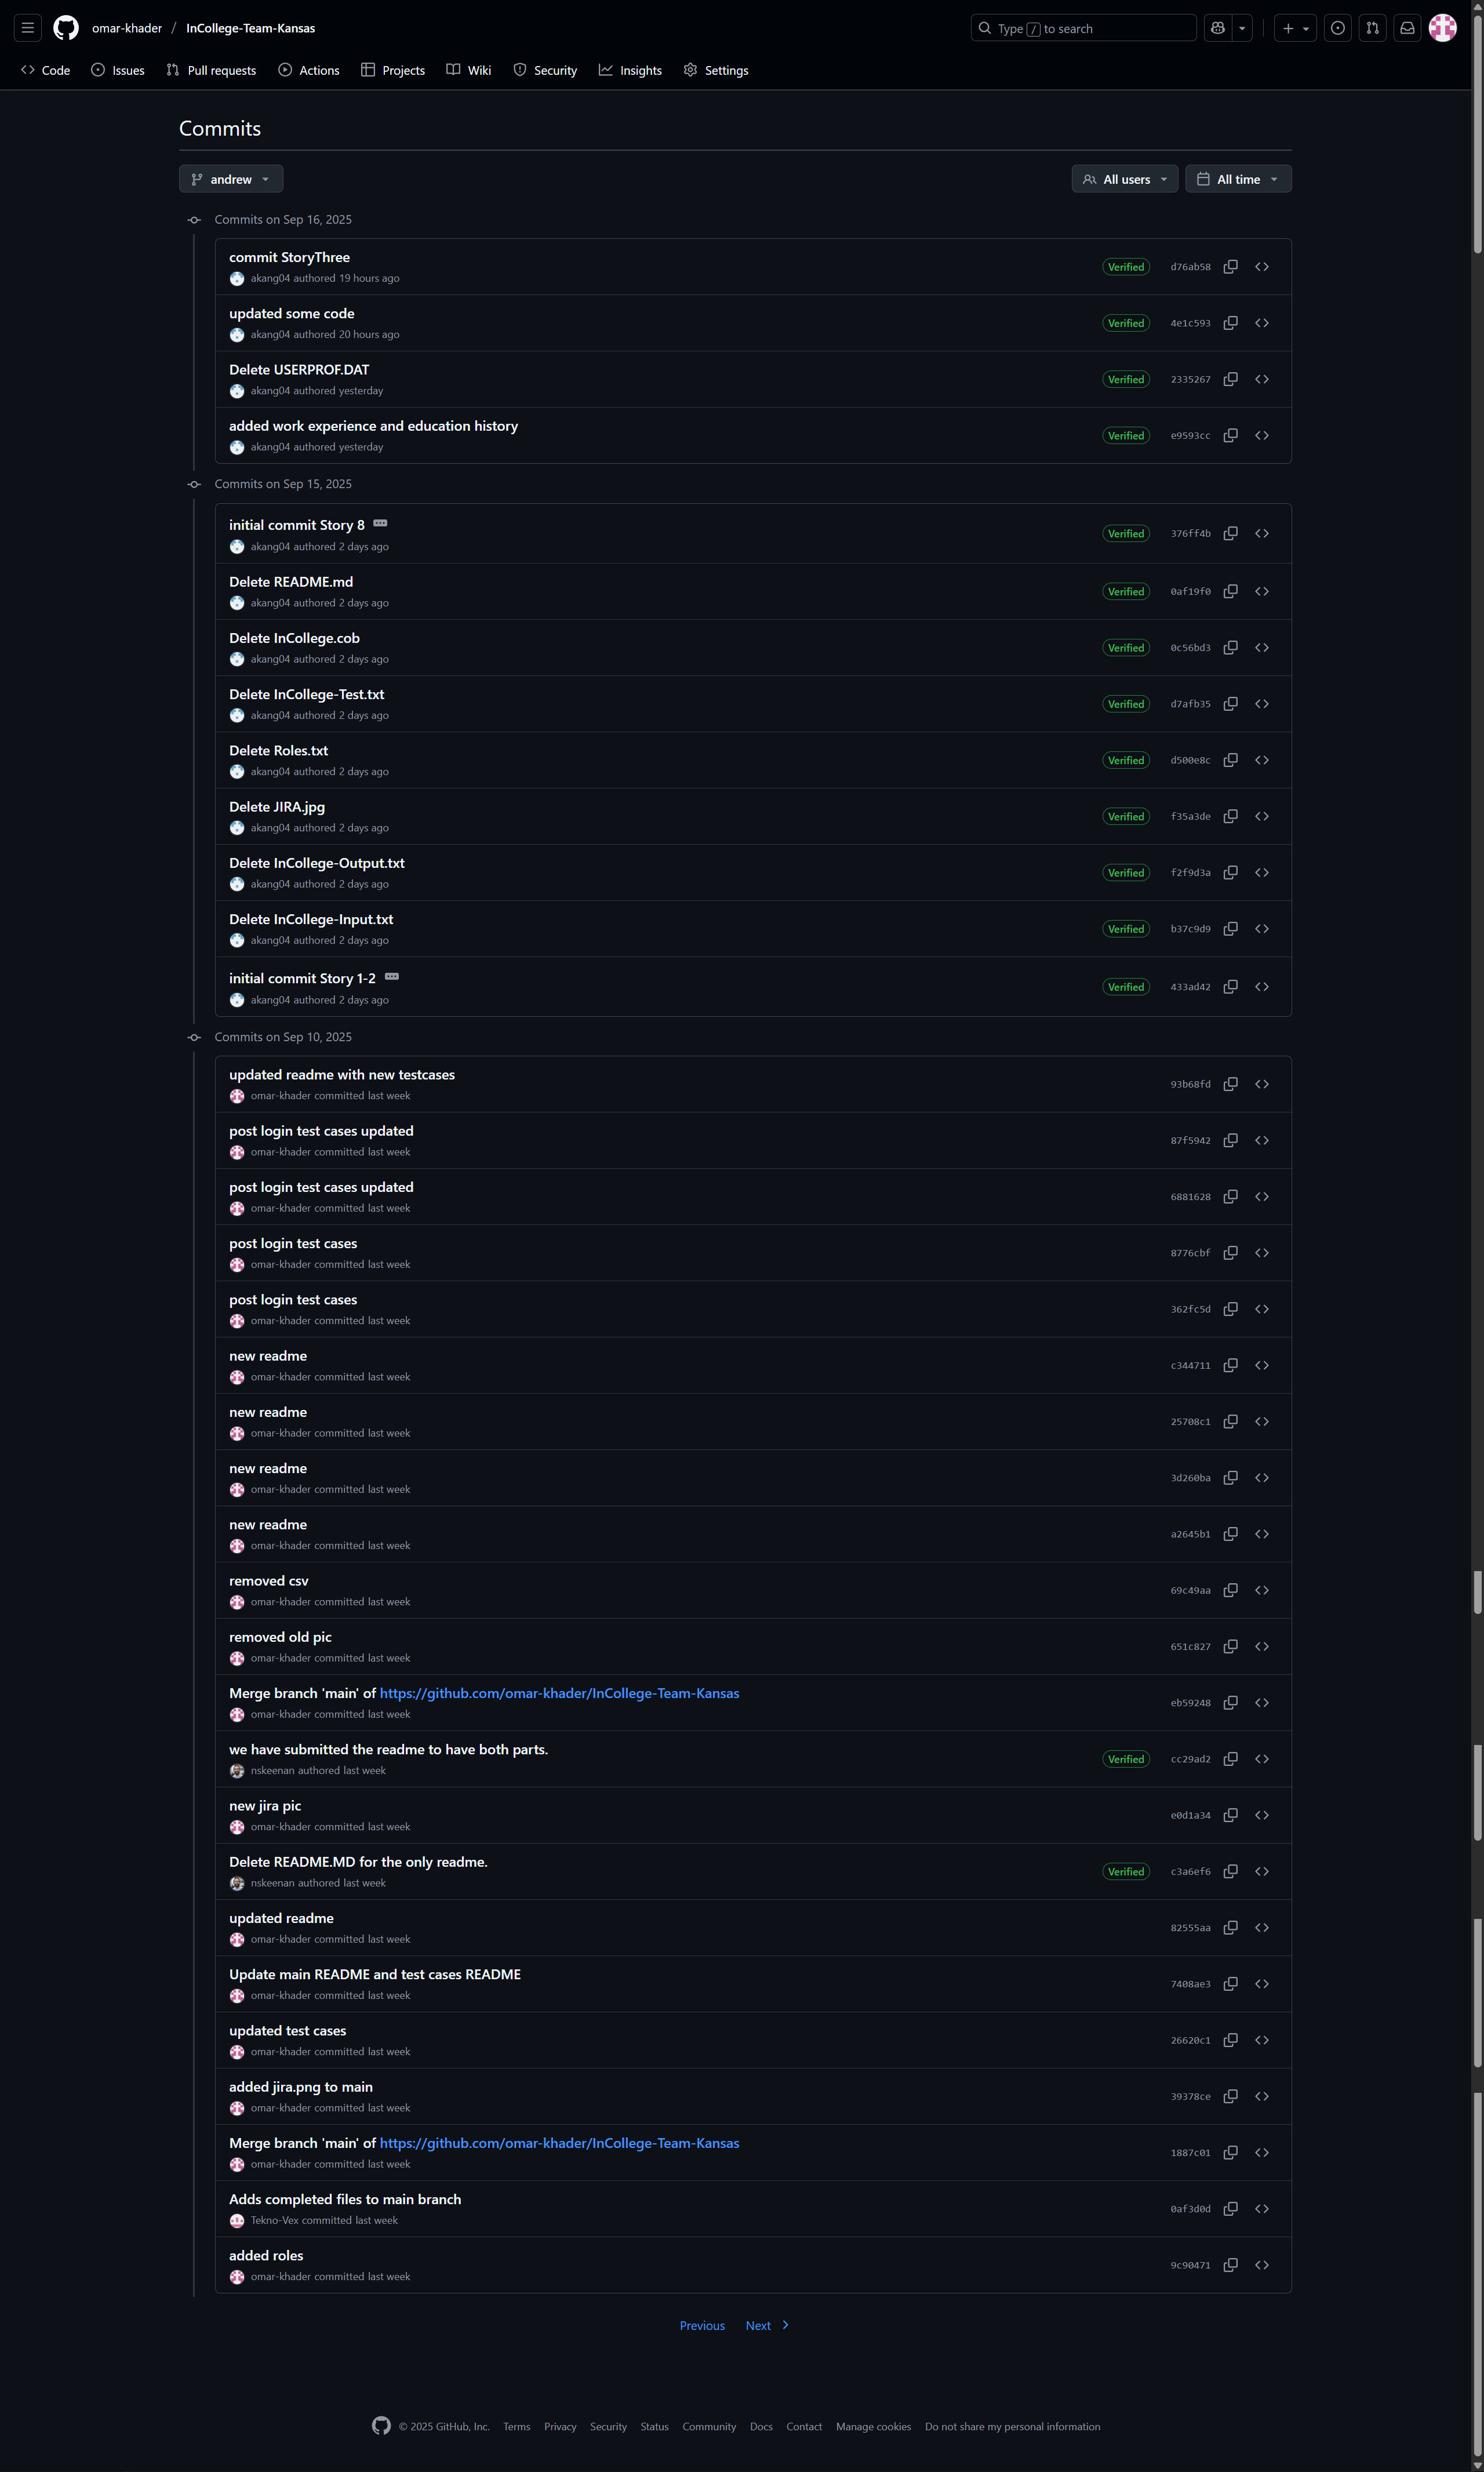 omar-khader / InCollege-Team-Kansas
Type / to search
Code Issues Pull requests Actions Projects Wiki Security Insights Settings
Commits
andrew
All users All time
Commits on Sep 16, 2025
commit StoryThree
akang04 authored 19 hours ago
Verified d76ab58
updated some code
akang04 authored 20 hours ago
Verified 4e1c593
Delete USERPROF.DAT
akang04 authored yesterday
Verified 2335267
added work experience and education history
akang04 authored yesterday
Verified e9593cc
Commits on Sep 15, 2025
initial commit Story 8
akang04 authored 2 days ago
Verified 376ff4b
Delete README.md
akang04 authored 2 days ago
Verified 0af19f0
Delete InCollege.cob
akang04 authored 2 days ago
Verified 0c56bd3
Delete InCollege-Test.txt
akang04 authored 2 days ago
Verified d7afb35
Delete Roles.txt
akang04 authored 2 days ago
Verified d500e8c
Delete JIRA.jpg
akang04 authored 2 days ago
Verified f35a3de
Delete InCollege-Output.txt
akang04 authored 2 days ago
Verified f2f9d3a
Delete InCollege-Input.txt
akang04 authored 2 days ago
Verified b37c9d9
initial commit Story 1-2
akang04 authored 2 days ago
Verified 433ad42
Commits on Sep 10, 2025
updated readme with new testcases
omar-khader committed last week
93b68fd
post login test cases updated
omar-khader committed last week
87f5942
post login test cases updated
omar-khader committed last week
6881628
post login test cases
omar-khader committed last week
8776cbf
post login test cases
omar-khader committed last week
362fc5d
new readme
omar-khader committed last week
c344711
new readme
omar-khader committed last week
25708c1
new readme
omar-khader committed last week
3d260ba
new readme
omar-khader committed last week
a2645b1
removed csv
omar-khader committed last week
69c49aa
removed old pic
omar-khader committed last week
651c827
Merge branch 'main' of https://github.com/omar-khader/InCollege-Team-Kansas
omar-khader committed last week
eb59248
we have submitted the readme to have both parts.
nskeenan authored last week
Verified cc29ad2
new jira pic
omar-khader committed last week
e0d1a34
Delete README.MD for the only readme.
nskeenan authored last week
Verified c3a6ef6
updated readme
omar-khader committed last week
82555aa
Update main README and test cases README
omar-khader committed last week
7408ae3
updated test cases
omar-khader committed last week
26620c1
added jira.png to main
omar-khader committed last week
39378ce
Merge branch 'main' of https://github.com/omar-khader/InCollege-Team-Kansas
omar-khader committed last week
1887c01
Adds completed files to main branch
Tekno-Vex committed last week
0af3d0d
added roles
omar-khader committed last week
9c90471
Previous Next
© 2025 GitHub, Inc. Terms Privacy Security Status Community Docs Contact Manage cookies Do not share my personal information